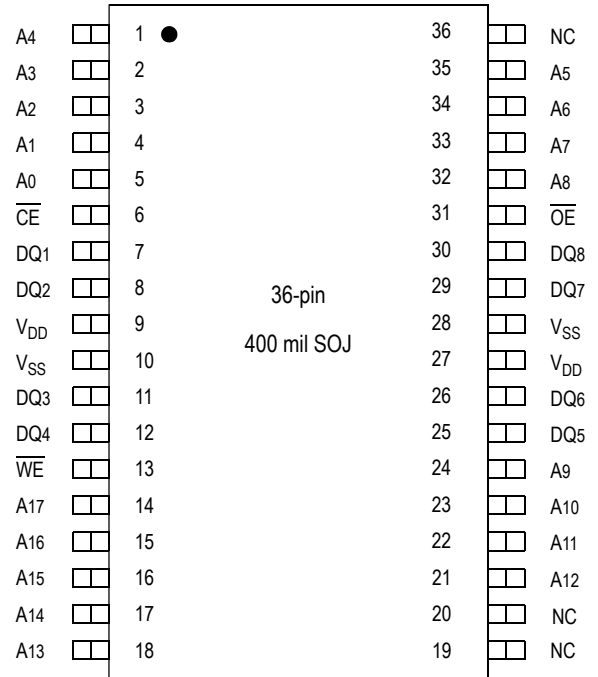 A4 1 36 NC
A3 2 35 A5
A2 3 34 A6
A1 4 33 A7
A0 5 32 A8
CE 6 31 OE
DQ1 7 30 DQ8
DQ2 8 36-pin 29 DQ7
VDD 9 28 VSS
VSS 10 400 mil SOJ 27 VDD
DQ3 11 26 DQ6
DQ4 12 25 DQ5
WE 13 24 A9
A17 14 23 A10
A16 15 22 A11
A15 16 21 A12
A14 17 20 NC
A13 18 19 NC